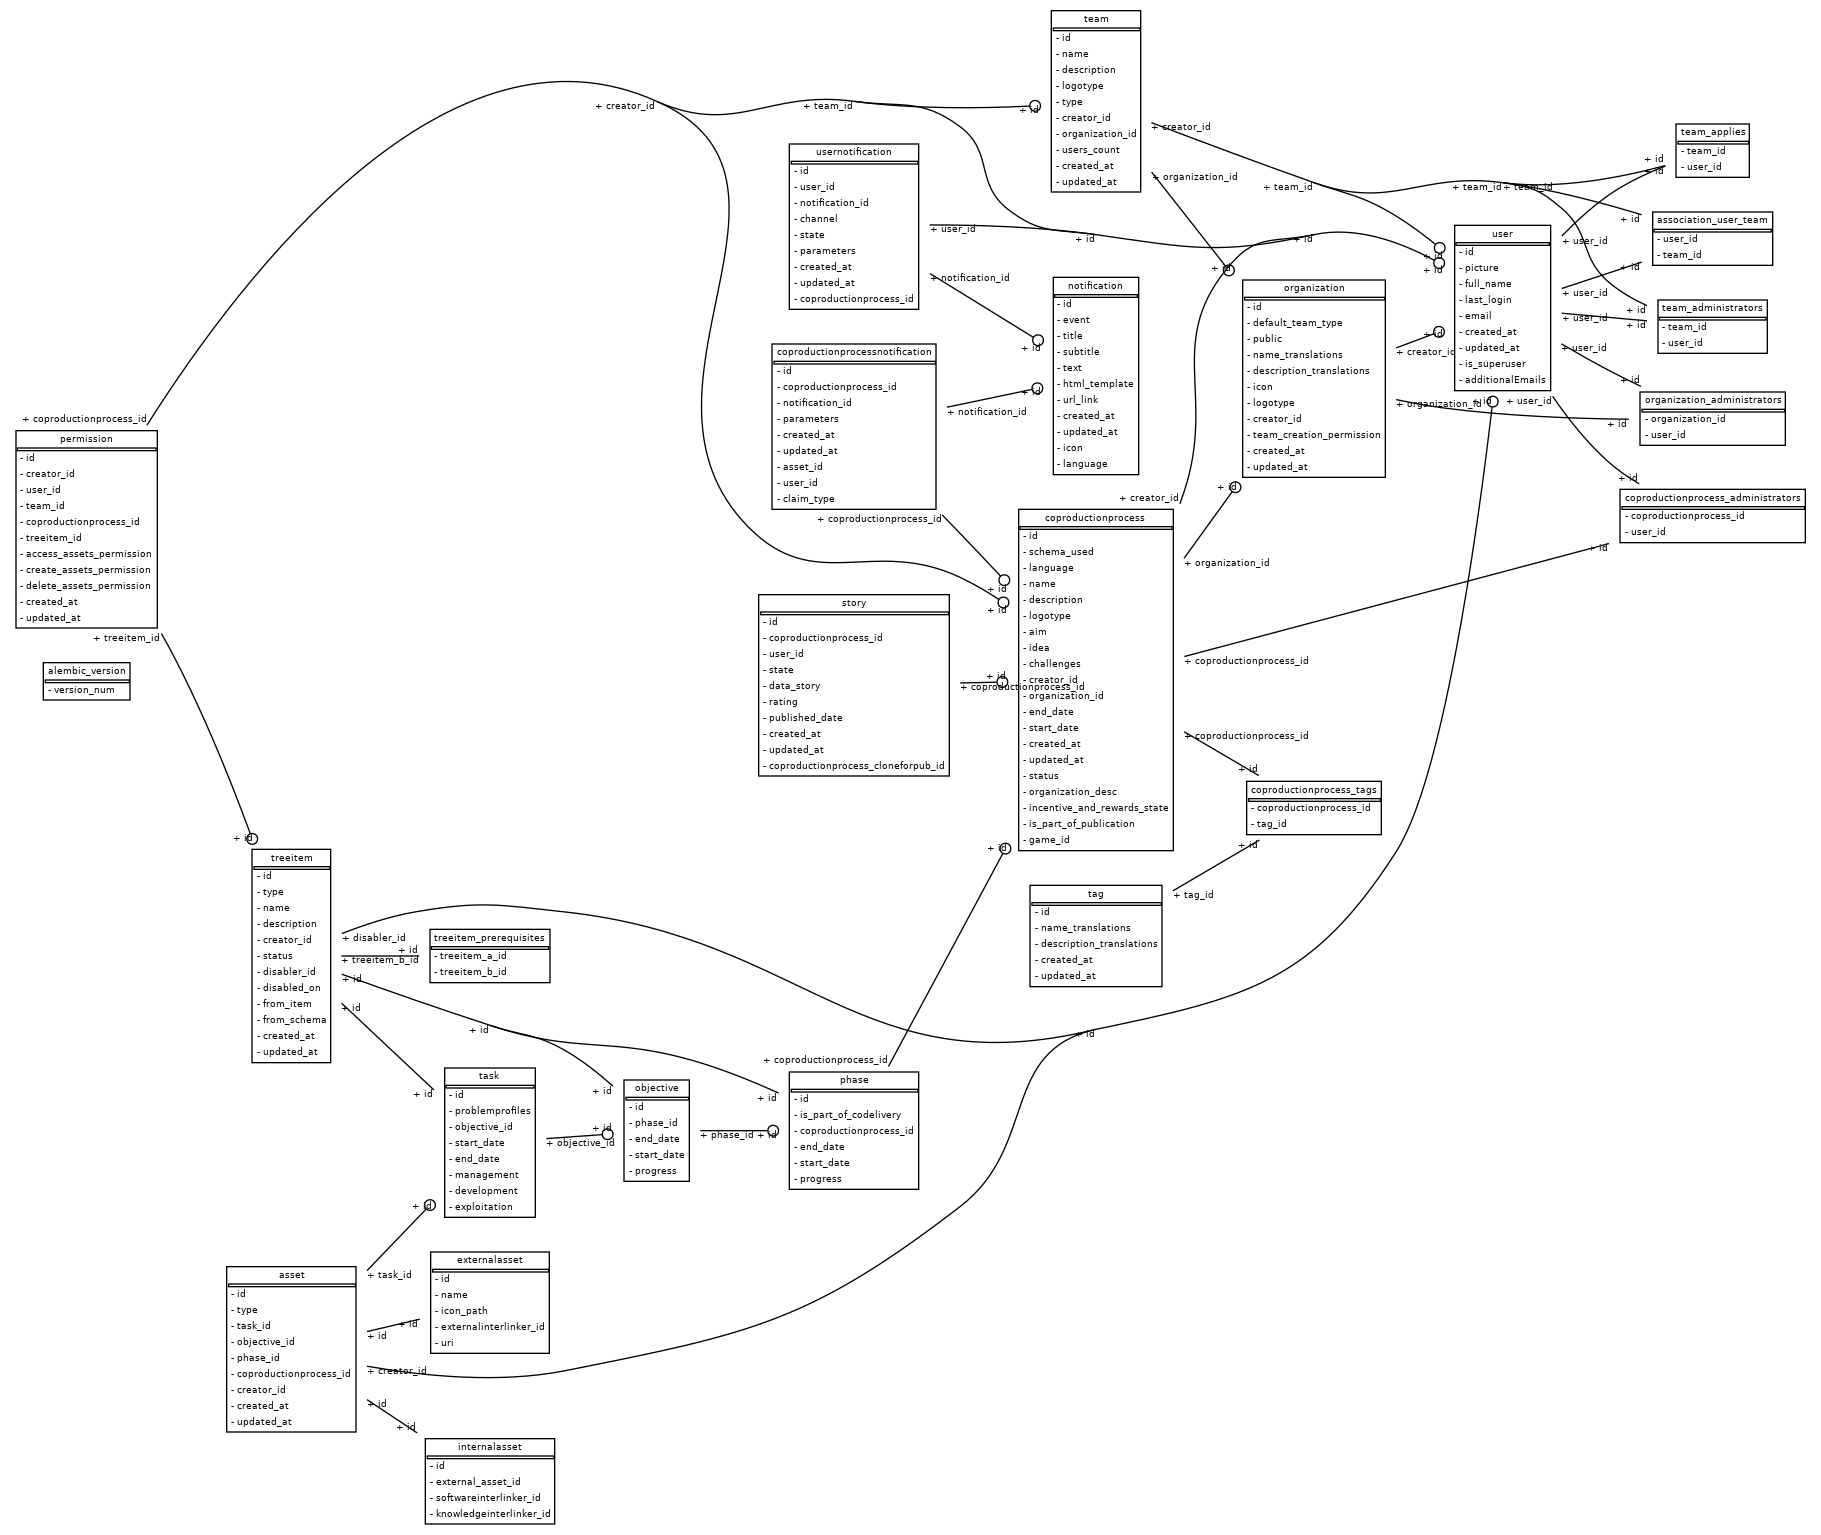 team
- id
- name
- description
- logotype
- type
- creator_id
- organization_id
- users_count
- created_at
- updated_at
+ creator_id
+ team_id
+ id
+ creator_id
+ organization_id
+ team_id
+ team_id
+ team_id
+ id
+ id
team_applies
- team_id
- user_id
usernotification
- id
- user_id
- notification_id
- channel
- state
- parameters
- created_at
- updated_at
- coproductionprocess_id
+ user_id
+ id
+ id
+ notification_id
+ id
notification
- id
- event
- title
- subtitle
- text
- html_template
- url_link
- created_at
- updated_at
- icon
- language
+ id
organization
- id
- default_team_type
- public
- name_translations
- description_translations
- icon
- logotype
- creator_id
- team_creation_permission
- created_at
- updated_at
+ creator_id
+ id
+ organization_id
+ id
+ id
user
- id
- picture
- full_name
- last_login
- email
- created_at
- updated_at
- is_superuser
- additionalEmails
+ id
+ user_id
+ user_id
+ user_id
+ user_id
+ user_id
+ id
association_user_team
- user_id
- team_id
+ id
+ id
+ id
team_administrators
- team_id
- user_id
+ id
organization_administrators
- organization_id
- user_id
+ id
+ id
coproductionprocess_administrators
- coproductionprocess_id
- user_id
+ id
coproductionprocessnotification
- id
- coproductionprocess_id
- notification_id
- parameters
- created_at
- updated_at
- asset_id
- user_id
- claim_type
+ notification_id
+ id
+ coproductionprocess_id
+ id
+ id
+ coproductionprocess_id
permission
- id
- creator_id
- user_id
- team_id
- coproductionprocess_id
- treeitem_id
- access_assets_permission
- create_assets_permission
- delete_assets_permission
- created_at
- updated_at
+ treeitem_id
alembic_version
- version_num
+ id
story
- id
- coproductionprocess_id
- user_id
- state
- data_story
- rating
- published_date
- created_at
- updated_at
- coproductionprocess_cloneforpub_id
+ id
+ coproductionprocess_id
+ creator_id
coproductionprocess
- id
- schema_used
- language
- name
- description
- logotype
- aim
- idea
- challenges
- creator_id
- organization_id
- end_date
- start_date
- created_at
- updated_at
- status
- organization_desc
- incentive_and_rewards_state
- is_part_of_publication
- game_id
+ id
+ organization_id
+ coproductionprocess_id
+ coproductionprocess_id
+ id
+ id
coproductionprocess_tags
- coproductionprocess_id
- tag_id
+ id
+ tag_id
tag
- id
- name_translations
- description_translations
- created_at
- updated_at
treeitem
- id
- type
- name
- description
- creator_id
- status
- disabler_id
- disabled_on
- from_item
- from_schema
- created_at
- updated_at
+ disabler_id
+ id
+ treeitem_b_id
+ id
+ id
treeitem_prerequisites
- treeitem_a_id
- treeitem_b_id
+ id
+ id
+ id
task
- id
- problemprofiles
- objective_id
- start_date
- end_date
- management
- development
- exploitation
+ id
+ id
+ objective_id
objective
- id
- phase_id
- end_date
- start_date
- progress
+ coproductionprocess_id
+ id
+ phase_id
+ id
phase
- id
- is_part_of_codelivery
- coproductionprocess_id
- end_date
- start_date
- progress
+ id
+ task_id
asset
- id
- type
- task_id
- objective_id
- phase_id
- coproductionprocess_id
- creator_id
- created_at
- updated_at
+ id
+ id
+ creator_id
+ id
+ id
externalasset
- id
- name
- icon_path
- externalinterlinker_id
- uri
internalasset
- id
- external_asset_id
- softwareinterlinker_id
- knowledgeinterlinker_id